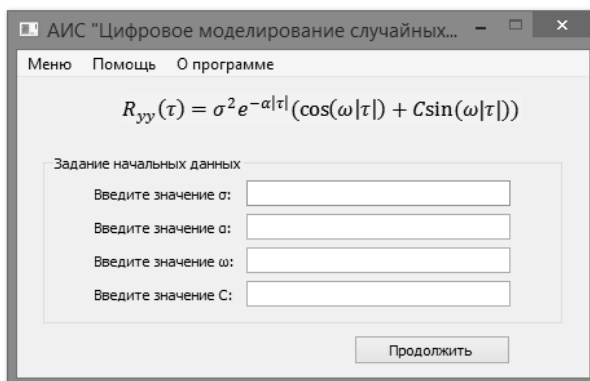 АИС "Цифровое моделирование случайных...
Меню Помощь О программе
R_yy(τ) = σ²e^(−α|τ|)(cos(ω|τ|) + Csin(ω|τ|))
Задание начальных данных
Введите значение σ:
Введите значение α:
Введите значение ω:
Введите значение C:
Продолжить